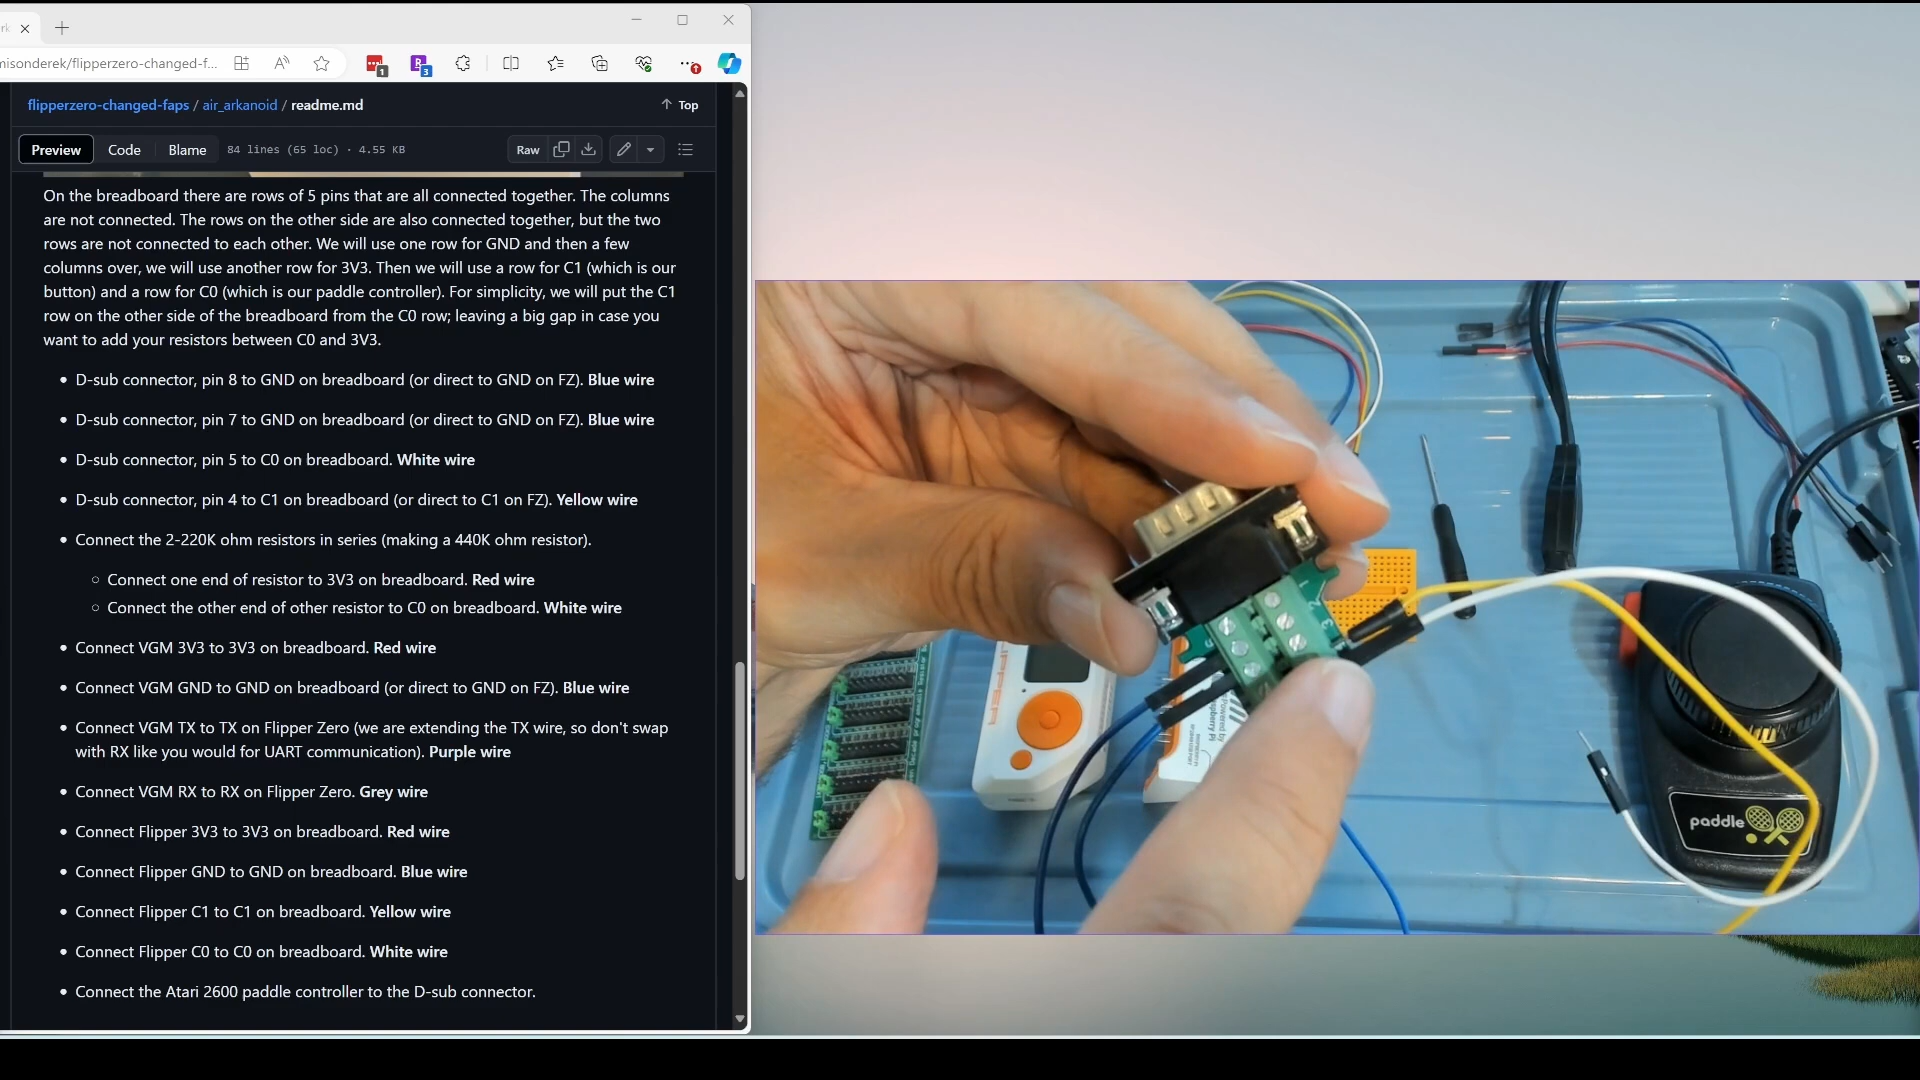 misonderek/flipperzero-changed-f...
1
3
flipperzero-changed-faps / air_arkanoid / readme.md
Top
Preview
Code
Blame
84 lines (65 loc) · 4.55 KB
Raw
On the breadboard there are rows of 5 pins that are all connected together. The columns
are not connected. The rows on the other side are also connected together, but the two
rows are not connected to each other. We will use one row for GND and then a few
columns over, we will use another row for 3V3. Then we will use a row for C1 (which is our
button) and a row for C0 (which is our paddle controller). For simplicity, we will put the C1
row on the other side of the breadboard from the C0 row; leaving a big gap in case you
want to add your resistors between C0 and 3V3.
• D-sub connector, pin 8 to GND on breadboard (or direct to GND on FZ). Blue wire
• D-sub connector, pin 7 to GND on breadboard (or direct to GND on FZ). Blue wire
• D-sub connector, pin 5 to C0 on breadboard. White wire
• D-sub connector, pin 4 to C1 on breadboard (or direct to C1 on FZ). Yellow wire
• Connect the 2-220K ohm resistors in series (making a 440K ohm resistor).
○ Connect one end of resistor to 3V3 on breadboard. Red wire
○ Connect the other end of other resistor to C0 on breadboard. White wire
• Connect VGM 3V3 to 3V3 on breadboard. Red wire
• Connect VGM GND to GND on breadboard (or direct to GND on FZ). Blue wire
• Connect VGM TX to TX on Flipper Zero (we are extending the TX wire, so don't swap
with RX like you would for UART communication). Purple wire
• Connect VGM RX to RX on Flipper Zero. Grey wire
• Connect Flipper 3V3 to 3V3 on breadboard. Red wire
• Connect Flipper GND to GND on breadboard. Blue wire
• Connect Flipper C1 to C1 on breadboard. Yellow wire
• Connect Flipper C0 to C0 on breadboard. White wire
• Connect the Atari 2600 paddle controller to the D-sub connector.
1
2
3
FLIPPER
Powered by
paddle